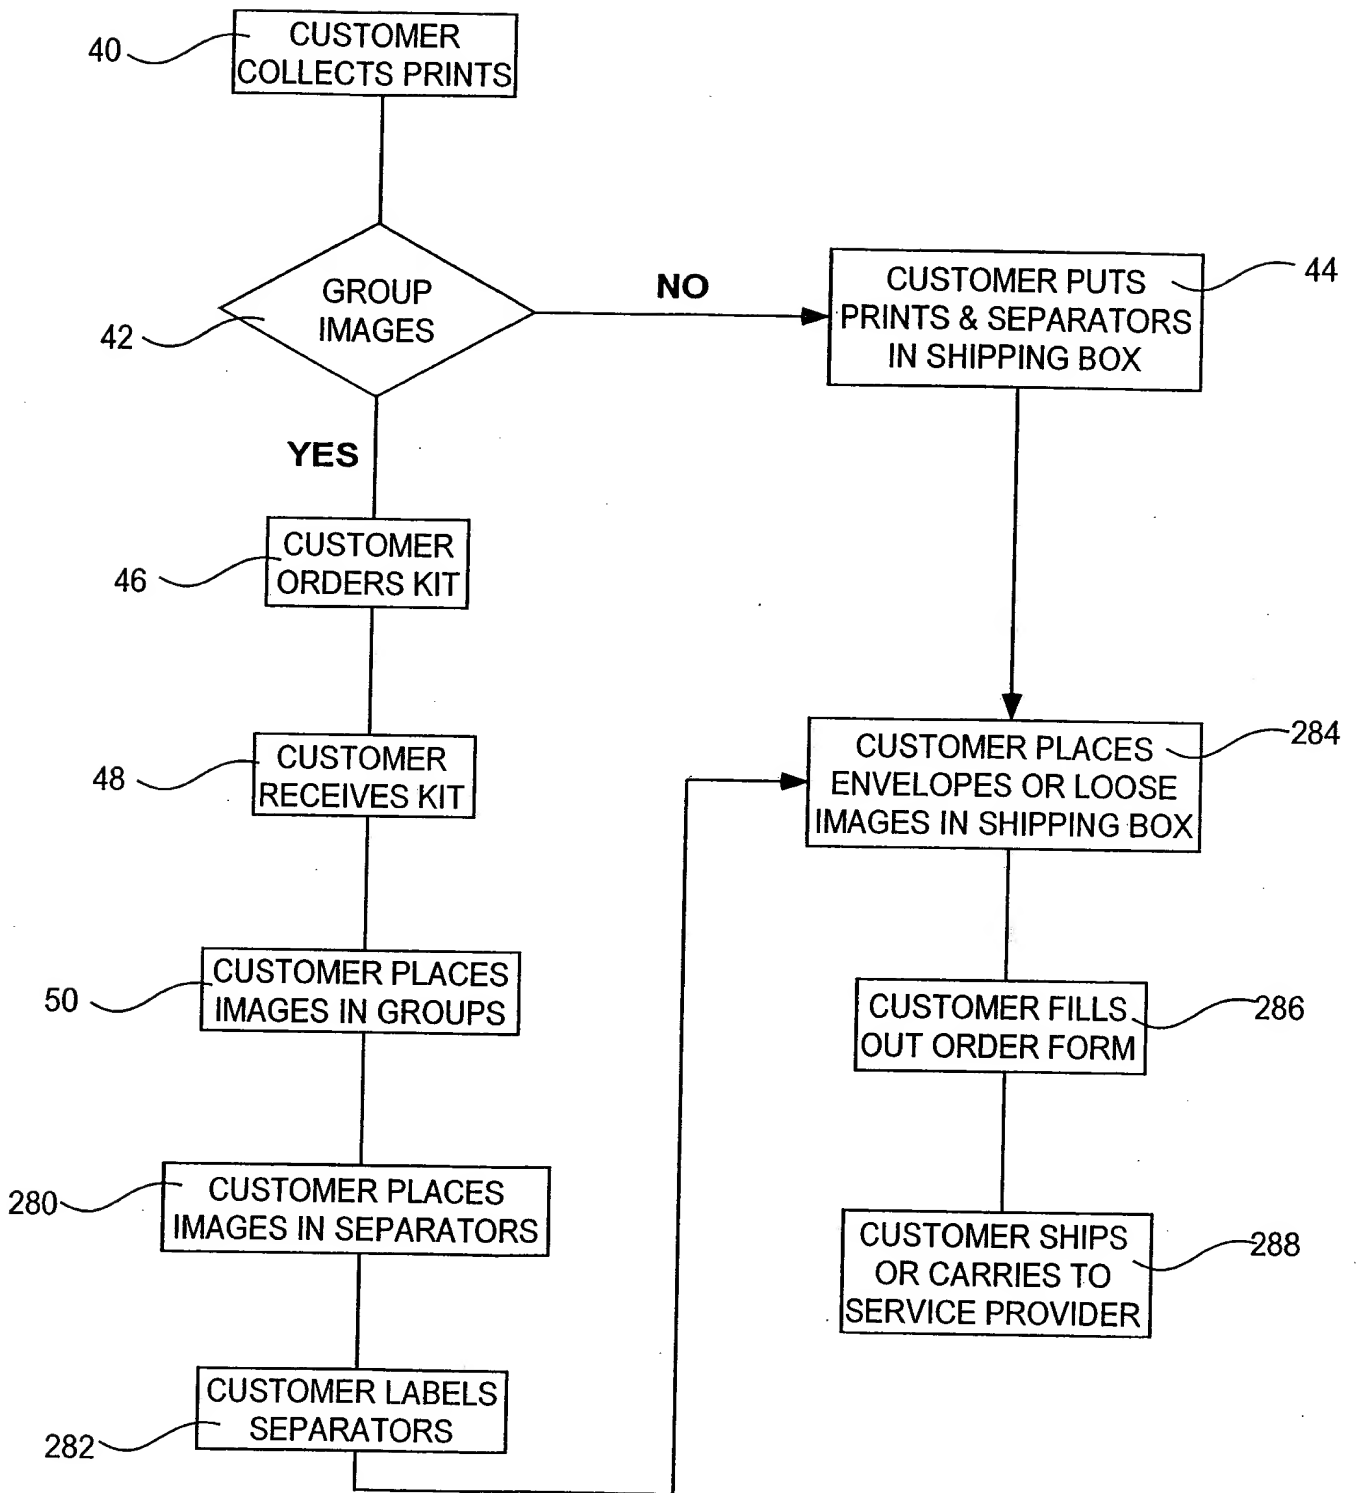 40
CUSTOMER
COLLECTS PRINTS
42
GROUP
IMAGES
NO
CUSTOMER PUTS
PRINTS & SEPARATORS
IN SHIPPING BOX
44
YES
46
CUSTOMER
ORDERS KIT
48
CUSTOMER
RECEIVES KIT
50
CUSTOMER PLACES
IMAGES IN GROUPS
280
CUSTOMER PLACES
IMAGES IN SEPARATORS
282
CUSTOMER LABELS
SEPARATORS
CUSTOMER PLACES
ENVELOPES OR LOOSE
IMAGES IN SHIPPING BOX
284
CUSTOMER FILLS
OUT ORDER FORM
286
CUSTOMER SHIPS
OR CARRIES TO
SERVICE PROVIDER
288